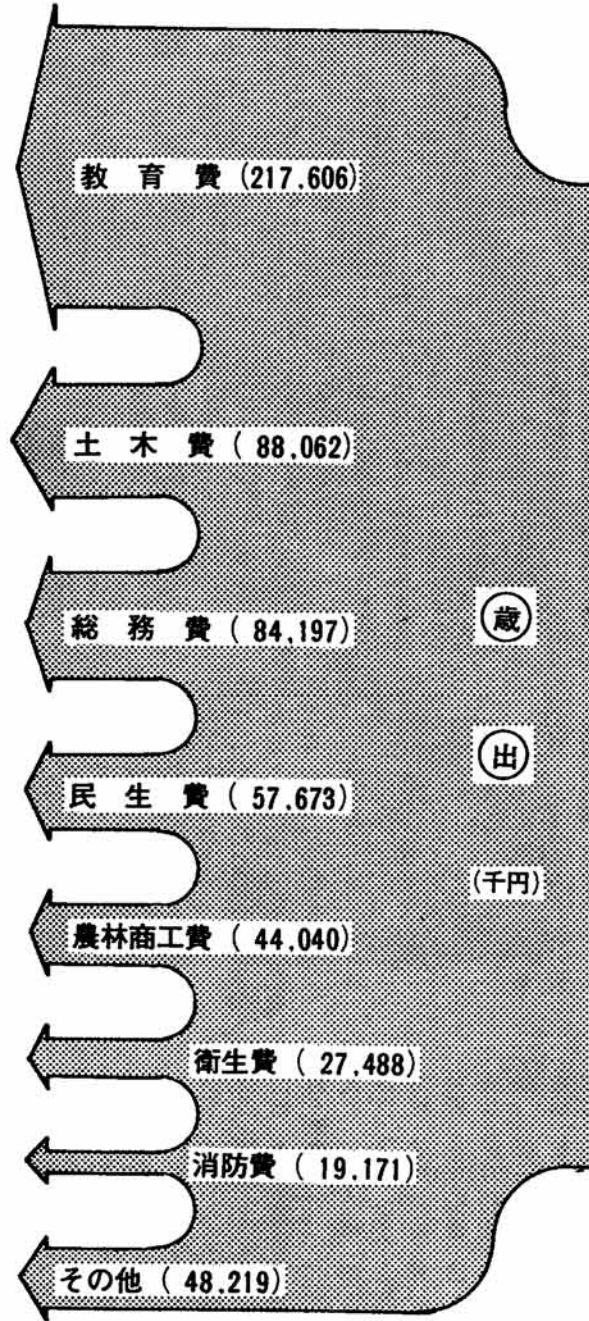 教育費 (217.606)
土木費 ( 88.062)
総務費 ( 84,197)
民生費 ( 57,673)
農林商工費 ( 44,040)
衛生費 ( 27,488)
消防費 ( 19.171)
その他 ( 48,219)
歳
出
(千円)